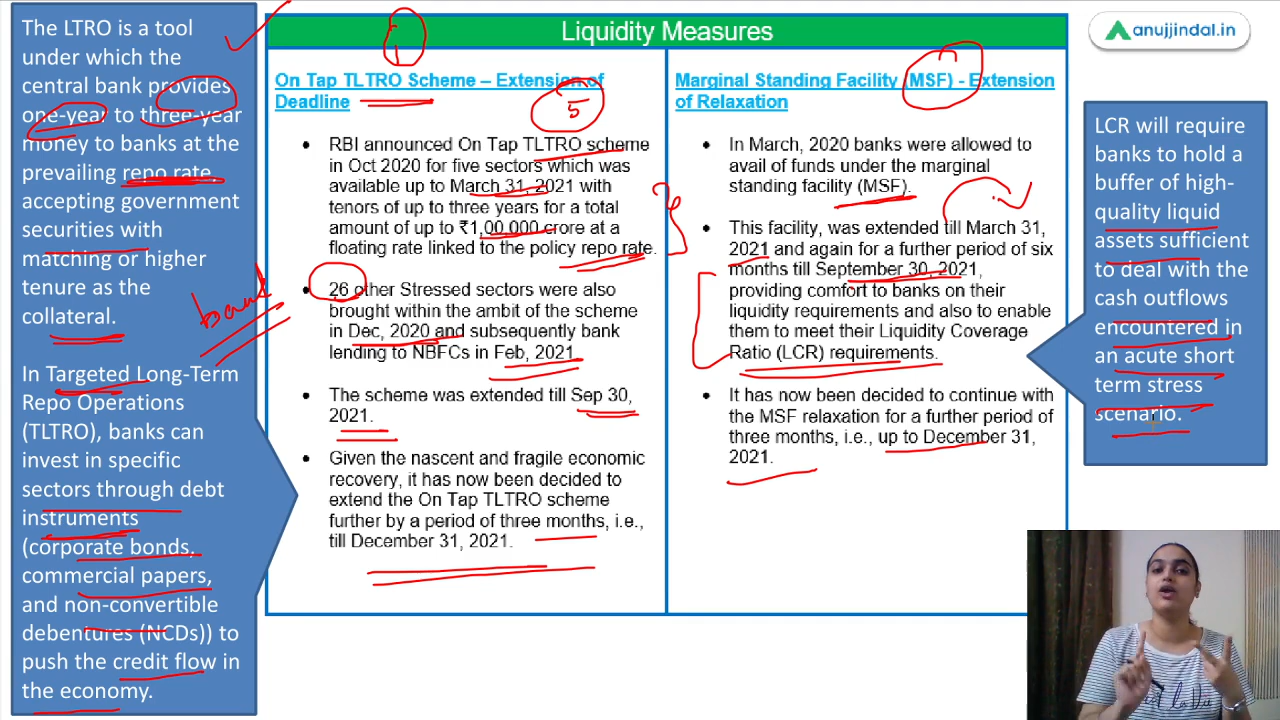 The LTRO is a tool
under which the
central bank provides
one-year to three-year
money to banks at the
prevailing repo rate,
accepting government
securities with
matching or higher
tenure as the
collateral.
In Targeted Long-Term
Repo Operations
(TLTRO), banks can
invest in specific
sectors through debt
instruments
(corporate bonds,
commercial papers,
and non-convertible
debentures (NCDs)) to
push the credit flow in
the economy.
bank
Liquidity Measures
1
On Tap TLTRO Scheme – Extension of
Deadline
5
• RBI announced On Tap TLTRO scheme
in Oct 2020 for five sectors which was
available up to March 31, 2021 with
tenors of up to three years for a total
amount of up to ₹1,00,000 crore at a
floating rate linked to the policy repo rate.
• 26 other Stressed sectors were also
brought within the ambit of the scheme
in Dec, 2020 and subsequently bank
lending to NBFCs in Feb, 2021.
• The scheme was extended till Sep 30,
2021.
• Given the nascent and fragile economic
recovery, it has now been decided to
extend the On Tap TLTRO scheme
further by a period of three months, i.e.,
till December 31, 2021.
Marginal Standing Facility (MSF) - Extension
of Relaxation
• In March, 2020 banks were allowed to
avail of funds under the marginal
standing facility (MSF).
• This facility, was extended till March 31,
2021 and again for a further period of six
months till September 30, 2021,
providing comfort to banks on their
liquidity requirements and also to enable
them to meet their Liquidity Coverage
Ratio (LCR) requirements.
• It has now been decided to continue with
the MSF relaxation for a further period of
three months, i.e., up to December 31,
2021.
anujjindal.in
LCR will require
banks to hold a
buffer of high-
quality liquid
assets sufficient
to deal with the
cash outflows
encountered in
an acute short
term stress
scenario.